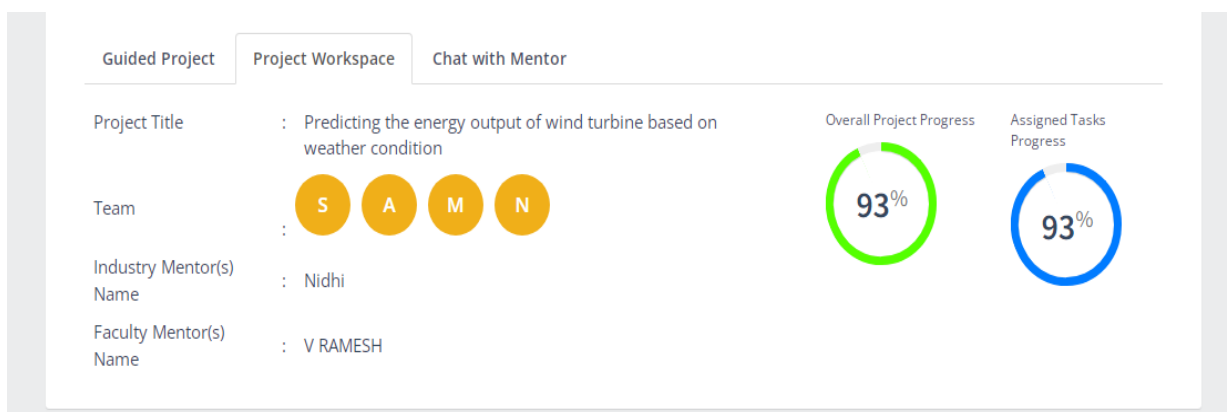 Guided Project
Project Workspace
Chat with Mentor
Project Title : Predicting the energy output of wind turbine based on
weather condition
Team : S A M N
Industry Mentor(s)
Name : Nidhi
Faculty Mentor(s)
Name : V RAMESH
Overall Project Progress
93%
Assigned Tasks
Progress
93%